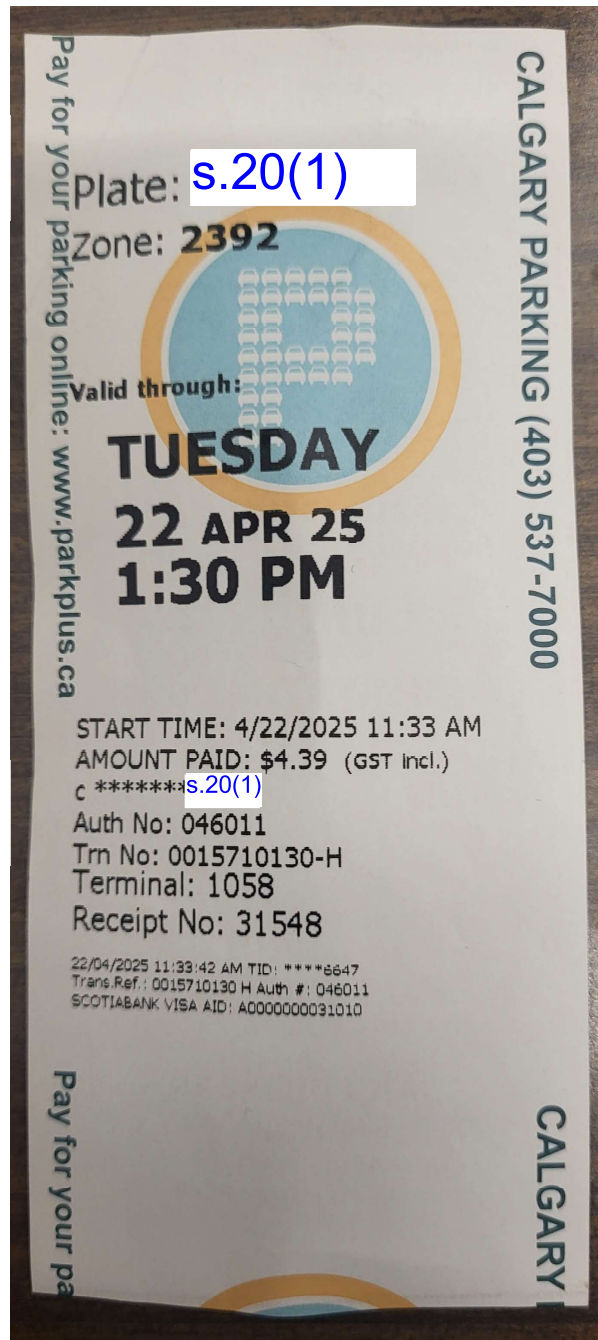 Plate: s.20(1)
Zone: 2392
Valid through:
TUESDAY
22 APR 25
1:30 PM
START TIME: 4/22/2025 11:33 AM
AMOUNT PAID: $4.39 (GST incl.)
c *******s.20(1)
Auth No: 046011
Trn No: 0015710130-H
Terminal: 1058
Receipt No: 31548
22/04/2025 11:33:42 AM TID: ****6647
Trans.Ref.: 0015710130 H Auth #: 046011
SCOTIABANK VISA AID: A0000000031010
Pay for your parking online: www.parkplus.ca
Pay for your pa
CALGARY PARKING (403) 537-7000
CALGARY